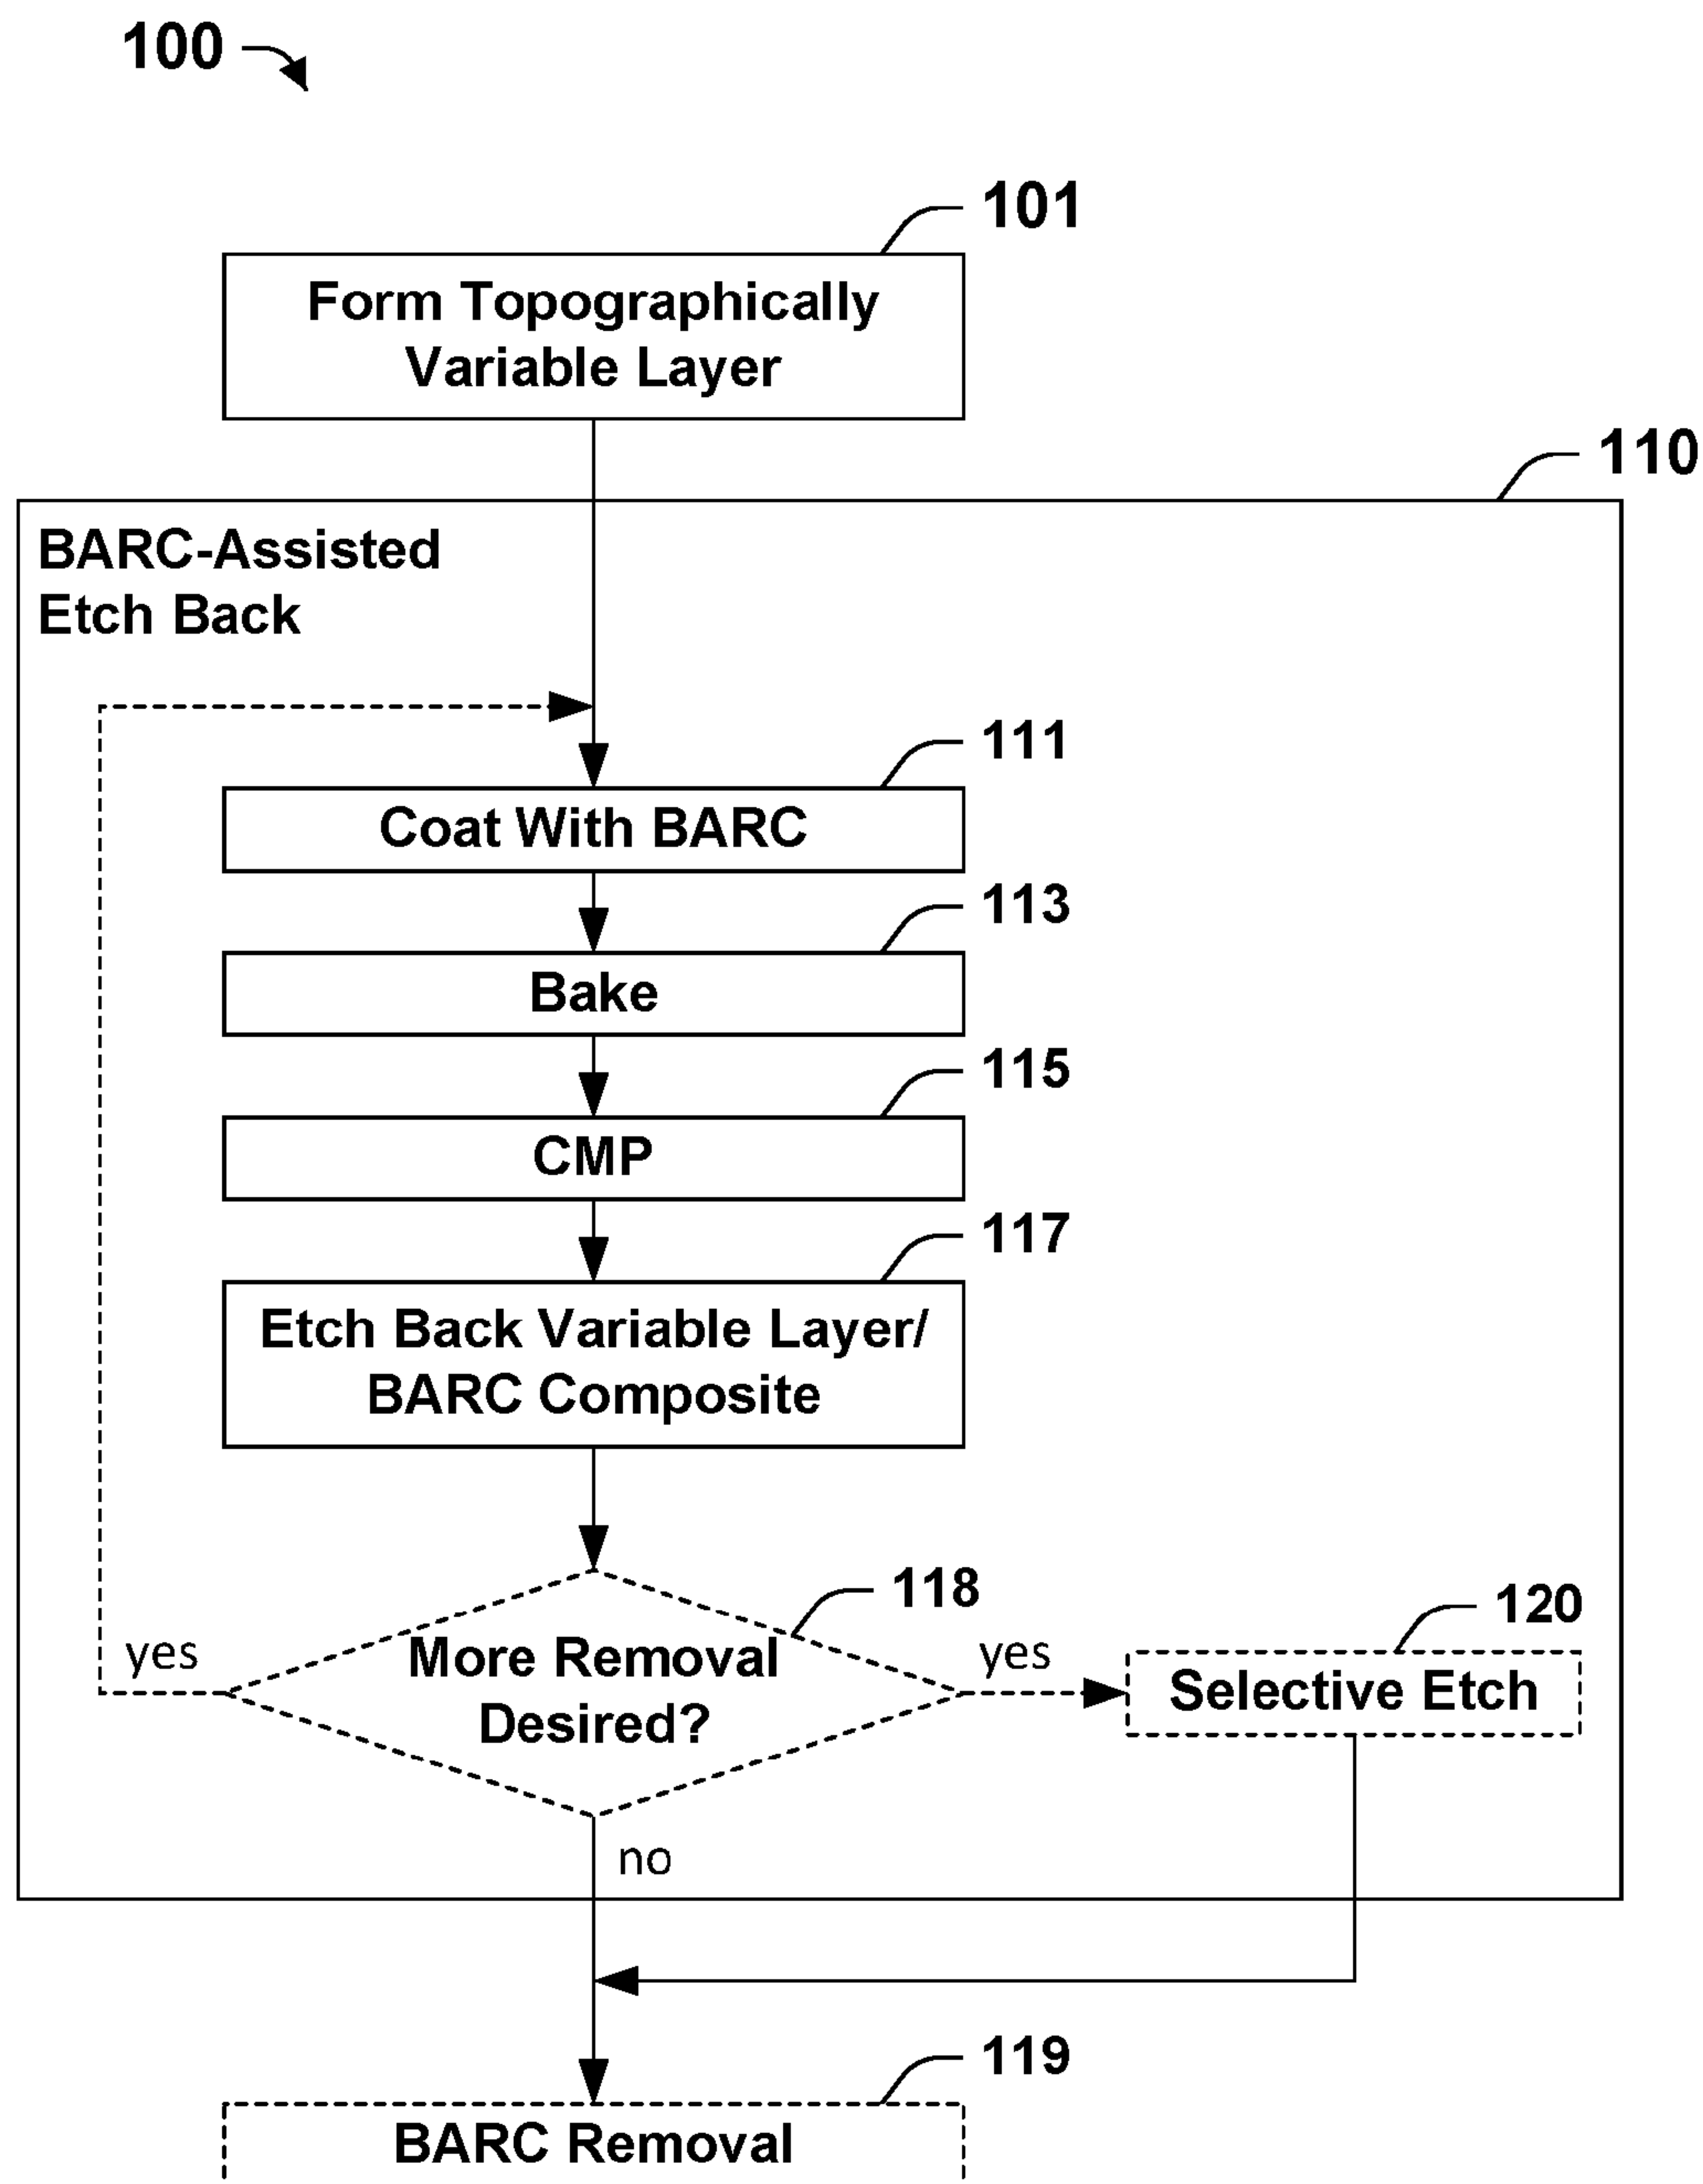 100
101
Form Topographically
Variable Layer
110
BARC-Assisted
Etch Back
111
Coat With BARC
113
Bake
115
CMP
117
Etch Back Variable Layer/
BARC Composite
118
120
yes
More Removal
Desired?
yes
Selective Etch
no
119
BARC Removal